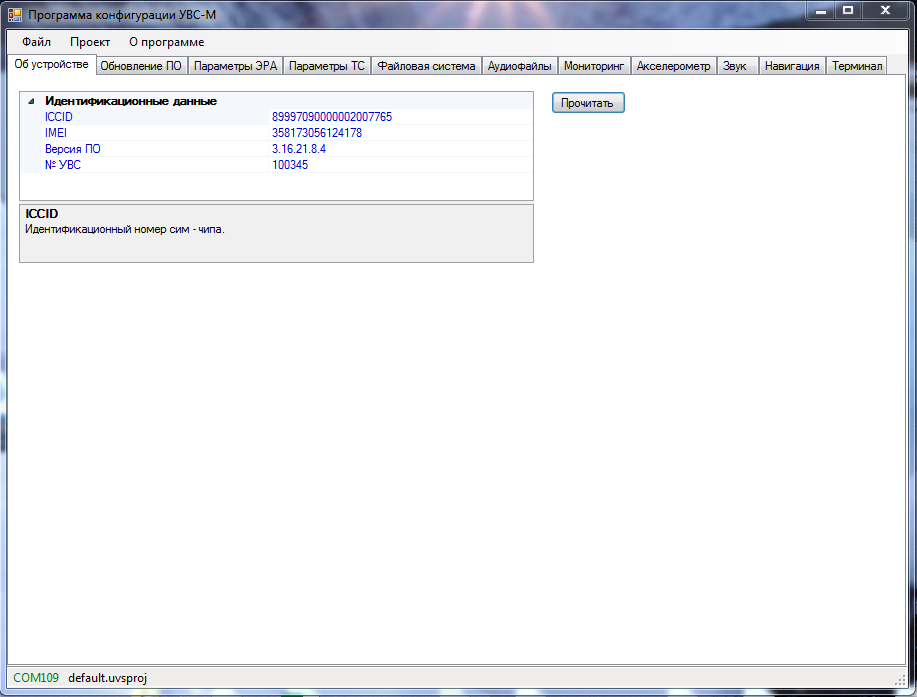 Программа конфигурации УВС-М
Файл Проект О программе
Об устройстве Обновление ПО Параметры ЭРА Параметры ТС Файловая система Аудиофайлы Мониторинг Акселерометр Звук Навигация Терминал
Идентификационные данные
ICCID 89997090000002007765
IMEI 358173056124178
Версия ПО 3.16.21.8.4
№ УВС 100345
Прочитать
ICCID
Идентификационный номер сим - чипа.
COM109 default.uvsproj